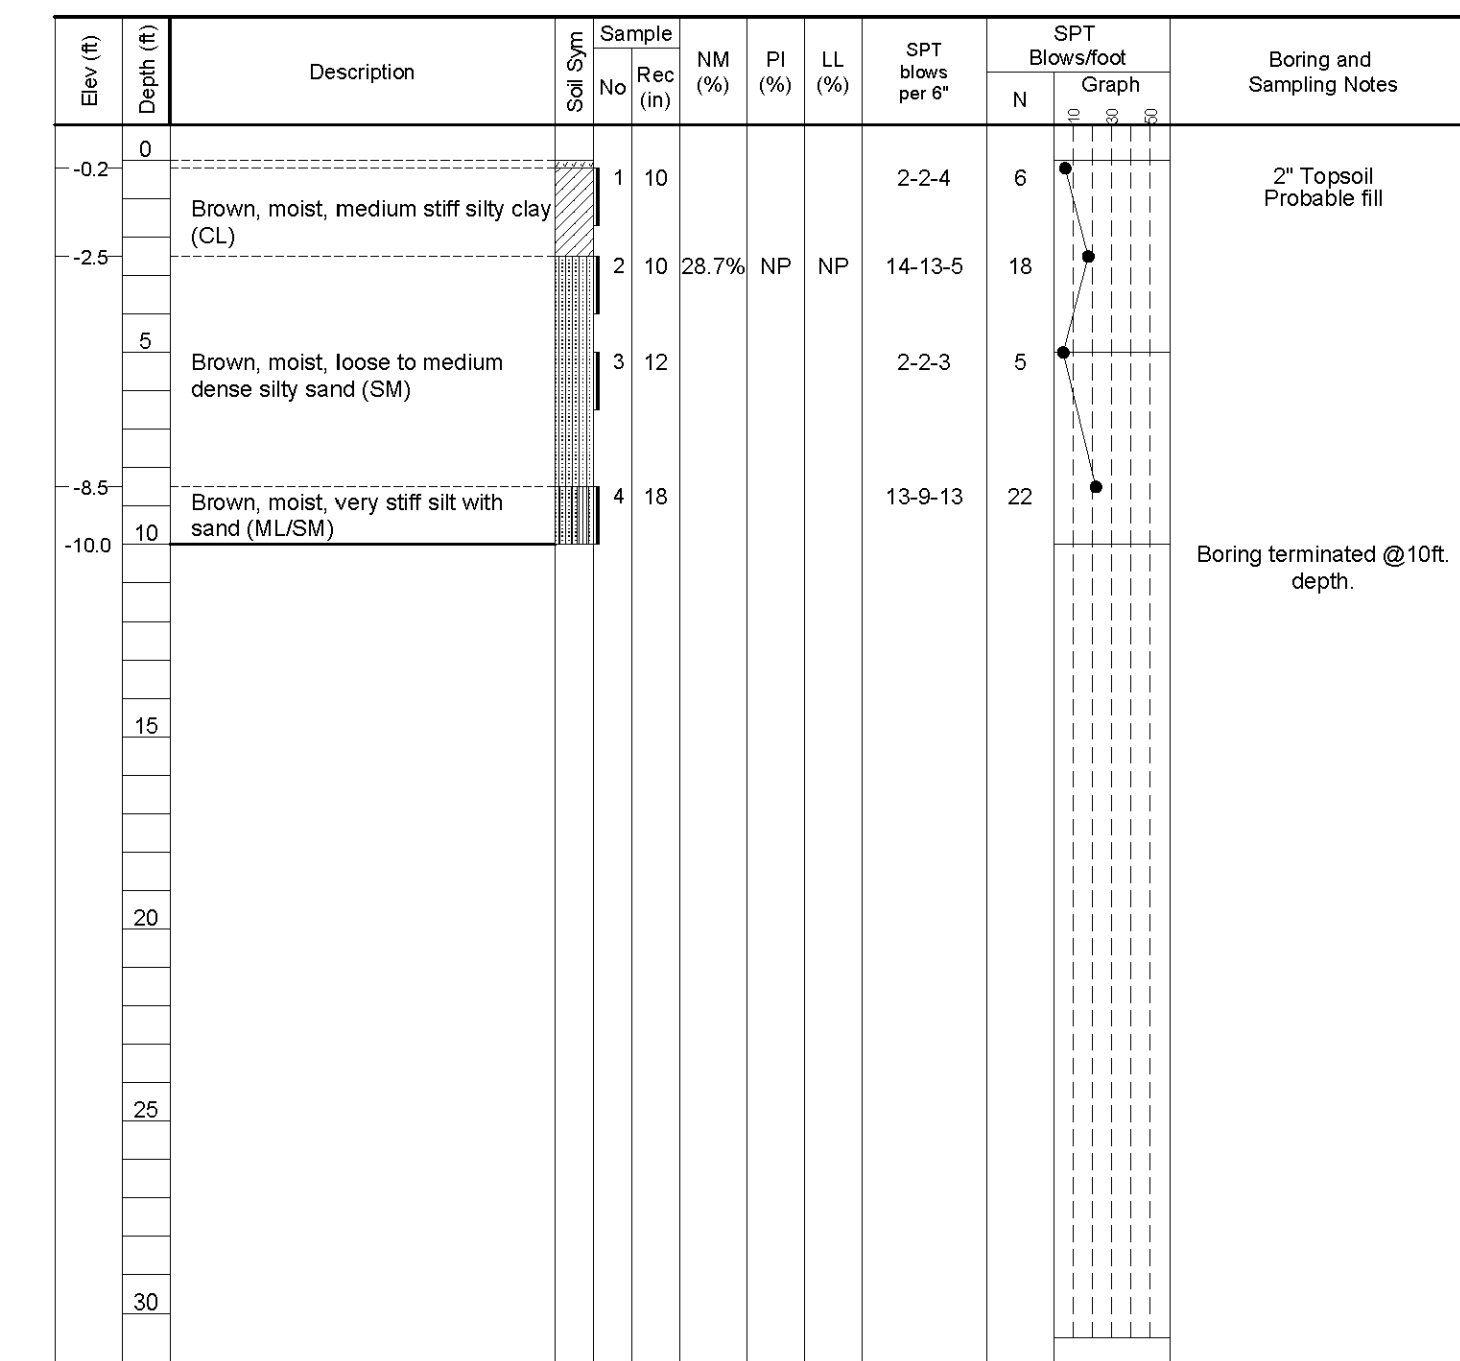 Elev (ft)
Depth (ft)
Description
Soil Sym
Sample
No
Rec
(in)
NM
(%)
PI
(%)
LL
(%)
SPT
blows
per 6"
SPT
Blows/foot
N
Graph
10
30
50
Boring and
Sampling Notes
0
-0.2
1 10 2-2-4 6
2" Topsoil
Probable fill
Brown, moist, medium stiff silty clay
(CL)
-2.5
2 10 28.7% NP NP 14-13-5 18
5
Brown, moist, loose to medium
dense silty sand (SM)
3 12 2-2-3 5
-8.5
Brown, moist, very stiff silt with
sand (ML/SM)
4 18 13-9-13 22
10
-10.0
Boring terminated @10ft.
depth.
15
20
25
30